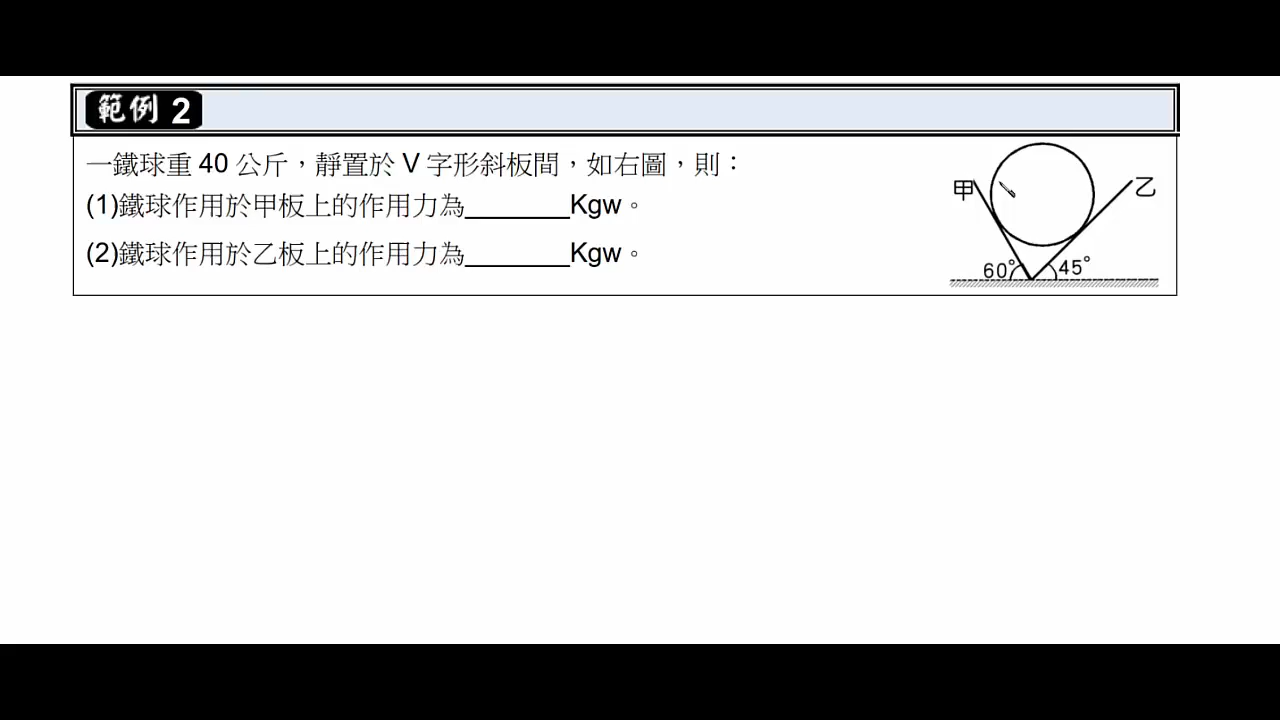 範例 2
一鐵球重 40 公斤，靜置於 V 字形斜板間，如右圖，則：
(1)鐵球作用於甲板上的作用力為_______Kgw。
(2)鐵球作用於乙板上的作用力為_______Kgw。
甲
乙
60°
45°